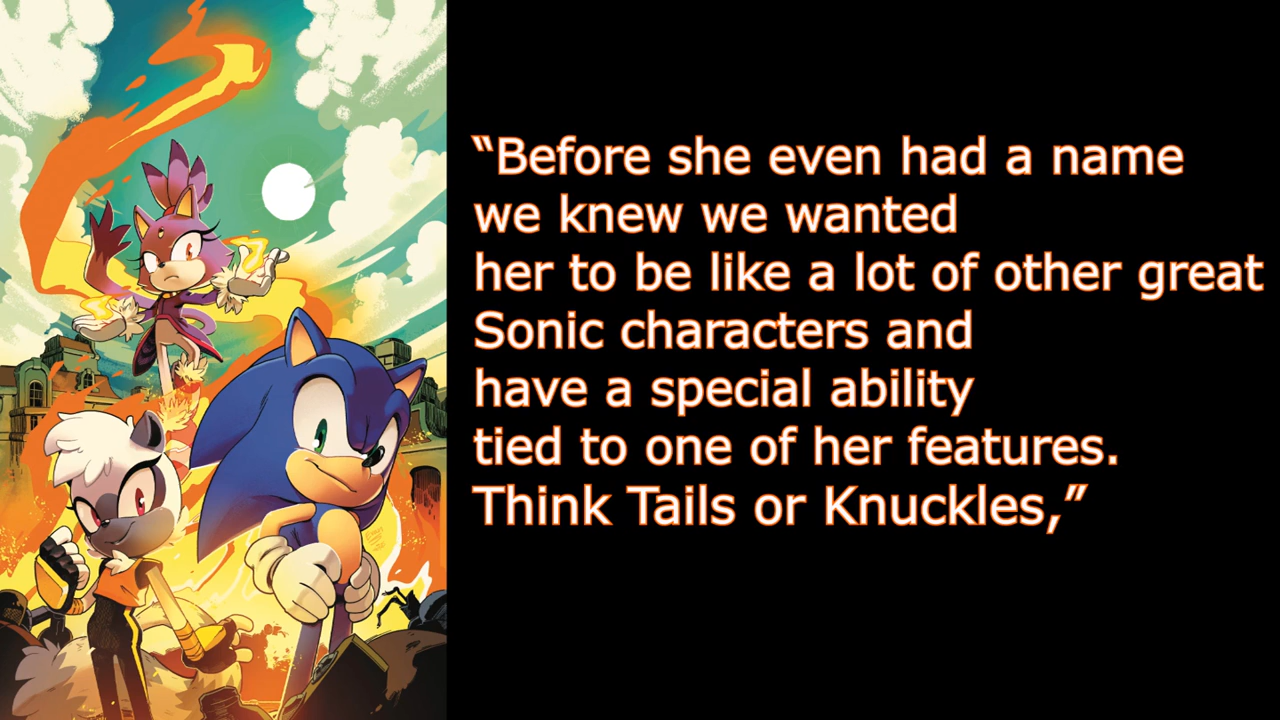 “Before she even had a name
we knew we wanted
her to be like a lot of other great
Sonic characters and
have a special ability
tied to one of her features.
Think Tails or Knuckles,”